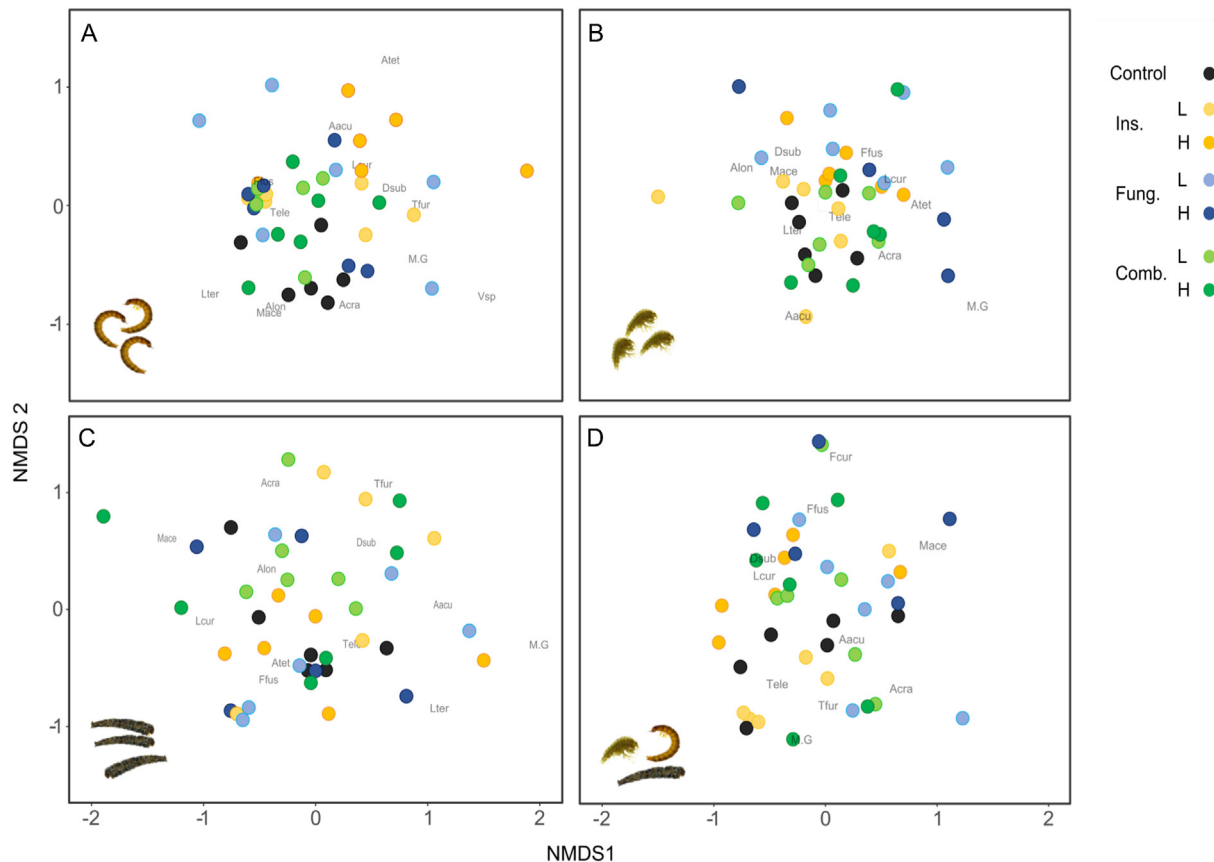 A
Atet
1
Aacu
Lcur
Ffus
Dsub
0
Tele
Tfur
M.G
Lter
Alon
Acra
Vsp
Mace
-1
B
Dsub
Ffus
Alon
Mace
Lcur
Atet
Tele
Lter
Acra
M.G
Aacu
Control
Ins.
L
H
Fung.
L
H
Comb.
L
H
NMDS 2
C
1
Acra
Tfur
Mace
Dsub
Alon
Aacu
Lcur
0
Tele
M.G
Atet
Ffus
Lter
-1
-2 -1 0 1 2
D
Fcur
Ffus
Mace
Dsub
Lcur
Aacu
Tele
Acra
Tfur
M.G
-2 -1 0 1 2
NMDS1